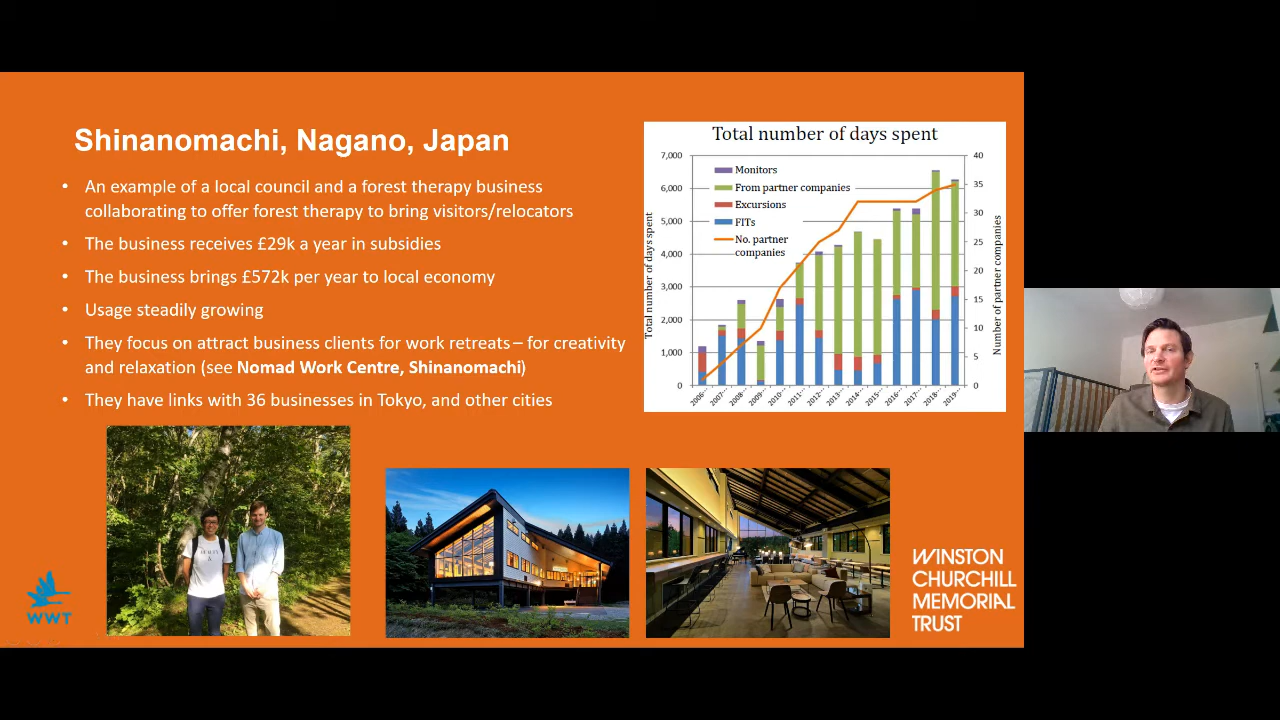 Shinanomachi, Nagano, Japan
• An example of a local council and a forest therapy business
collaborating to offer forest therapy to bring visitors/relocators
• The business receives £29k a year in subsidies
• The business brings £572k per year to local economy
• Usage steadily growing
• They focus on attract business clients for work retreats – for creativity
and relaxation (see Nomad Work Centre, Shinanomachi)
• They have links with 36 businesses in Tokyo, and other cities
Total number of days spent
Total number of days spent
7,000
6,000
5,000
4,000
3,000
2,000
1,000
0
Monitors
From partner companies
Excursions
FITs
No. partner
companies
40
35
30
25
20
15
10
5
0
Number of partner companies
2006… 2007… 2008… 2009… 2010… 2011… 2012… 2013… 2014… 2015… 2016… 2017… 2018… 2019…
WWT
WINSTON
CHURCHILL
MEMORIAL
TRUST